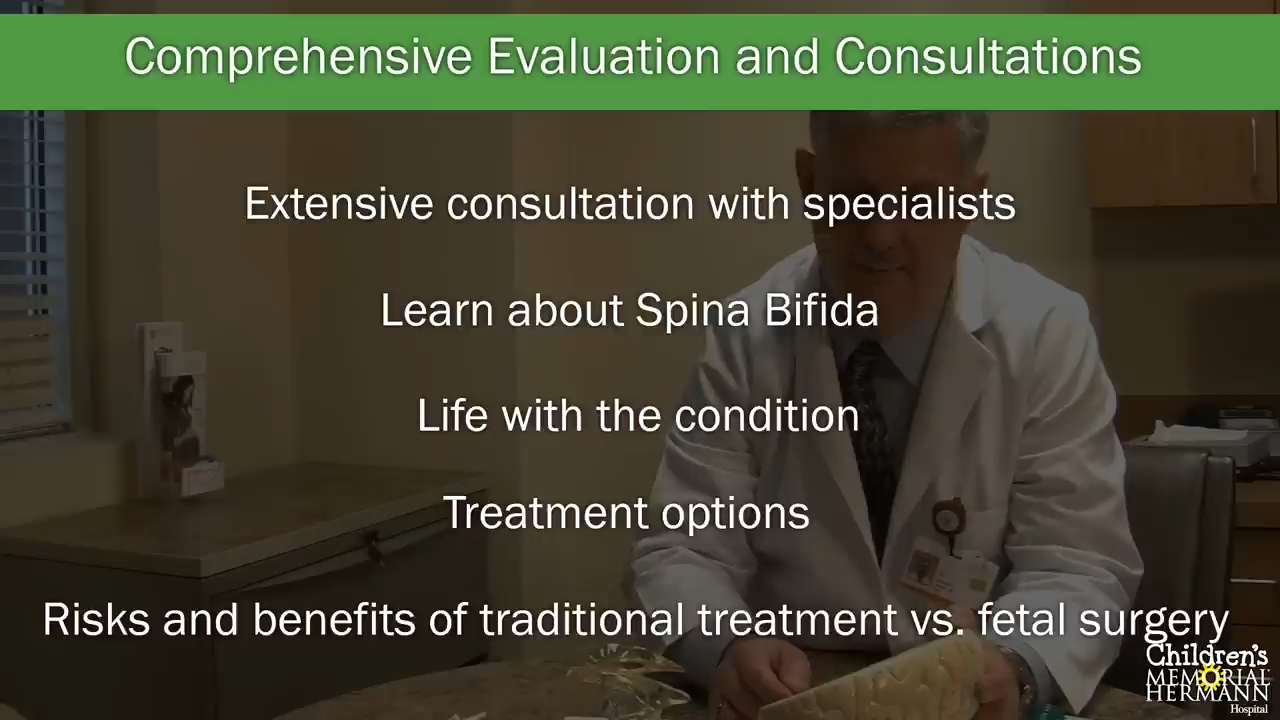 Comprehensive Evaluation and Consultations
Extensive consultation with specialists
Learn about Spina Bifida
Life with the condition
Treatment options
Risks and benefits of traditional treatment vs. fetal surgery
Children's
MEMORIAL
HERMANN
Hospital